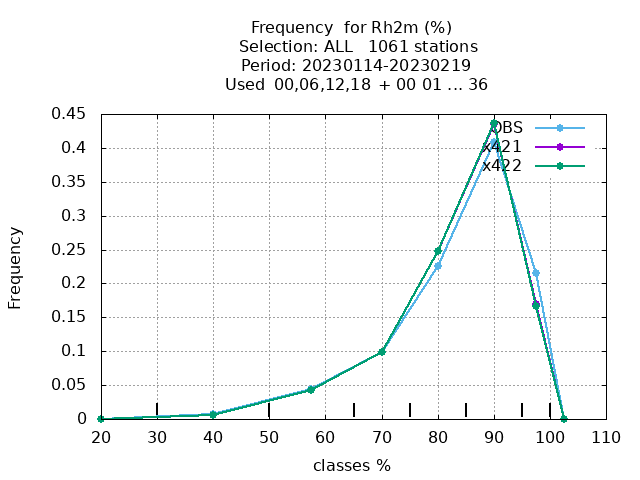 Frequency  for Rh2m (%)
Selection: ALL   1061 stations
Period: 20230114-20230219
Used  00,06,12,18  + 00 01 ... 36
OBS
x421
x422
0.45
0.4
0.35
0.3
0.25
0.2
0.15
0.1
0.05
0
Frequency
20 30 40 50 60 70 80 90 100 110
classes %